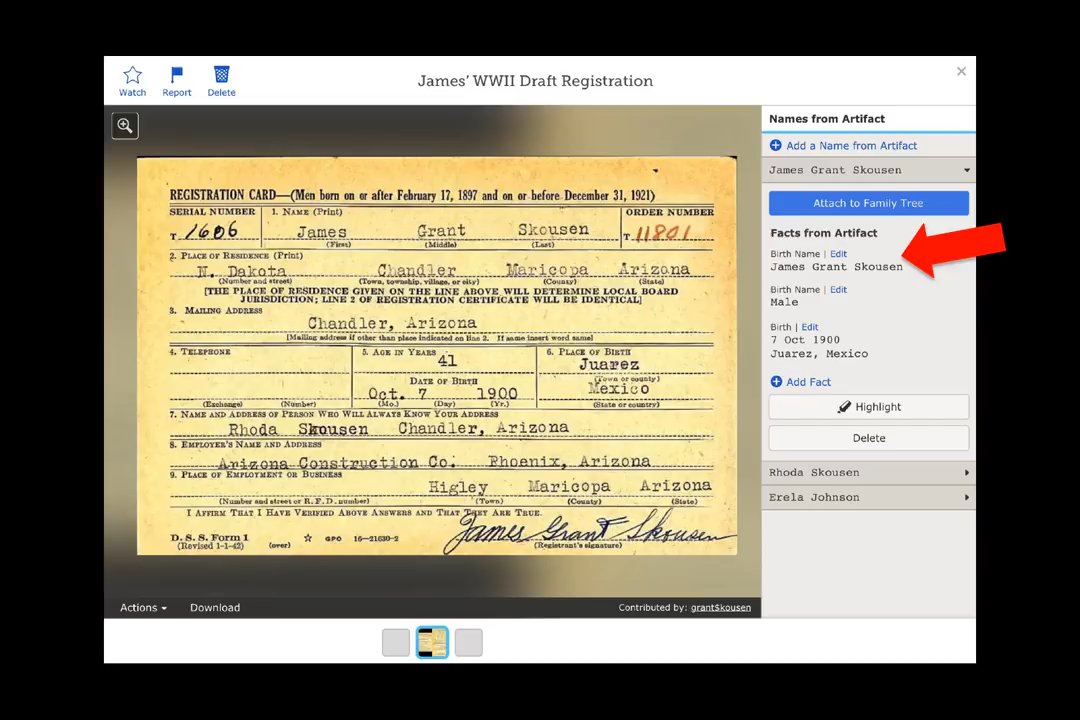 Watch
Report
Delete
James' WWII Draft Registration
REGISTRATION CARD—(Men born on or after February 17, 1897 and on or before December 31, 1921)
SERIAL NUMBER 1. NAME (Print) ORDER NUMBER
T 1606 James Grant Skousen T 11801
(First) (Middle) (Last)
2. PLACE OF RESIDENCE (Print)
N. Dakota Chandler Maricopa Arizona
(Number and street) (Town, township, village, or city) (County) (State)
[THE PLACE OF RESIDENCE GIVEN ON THE LINE ABOVE WILL DETERMINE LOCAL BOARD
JURISDICTION; LINE 2 OF REGISTRATION CERTIFICATE WILL BE IDENTICAL]
3. MAILING ADDRESS
Chandler, Arizona
[Mailing address if other than place indicated on line 2. If same insert word same]
4. TELEPHONE 5. AGE IN YEARS 6. PLACE OF BIRTH
41 Juarez
DATE OF BIRTH (Town or county)
Oct. 7 1900 Mexico
(Exchange) (Number) (Mo.) (Day) (Yr.) (State or country)
7. NAME AND ADDRESS OF PERSON WHO WILL ALWAYS KNOW YOUR ADDRESS
Rhoda Skousen Chandler, Arizona
8. EMPLOYER'S NAME AND ADDRESS
Arizona Construction Co. Phoenix, Arizona
9. PLACE OF EMPLOYMENT OR BUSINESS
Higley Maricopa Arizona
(Number and street or R. F. D. number) (Town) (County) (State)
I AFFIRM THAT I HAVE VERIFIED ABOVE ANSWERS AND THAT THEY ARE TRUE.
James Grant Skousen
D. S. S. Form 1
(Revised 1-1-42) (over) ☆ GPO 16—21630-2 (Registrant's signature)
Actions
Download
Contributed by: grantSkousen
Names from Artifact
Add a Name from Artifact
James Grant Skousen
Attach to Family Tree
Facts from Artifact
Birth Name | Edit
James Grant Skousen
Birth Name | Edit
Male
Birth | Edit
7 Oct 1900
Juarez, Mexico
Add Fact
Highlight
Delete
Rhoda Skousen
Erela Johnson